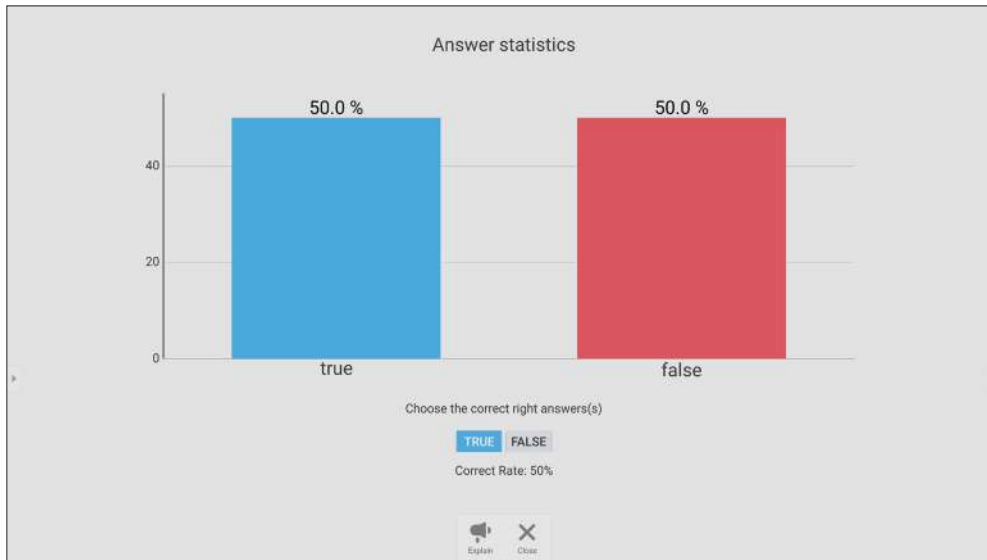 Answer statistics
50.0 % 50.0 %
40
20
0
true false
Choose the correct right answers(s)
TRUE FALSE
Correct Rate: 50%
Explain Close